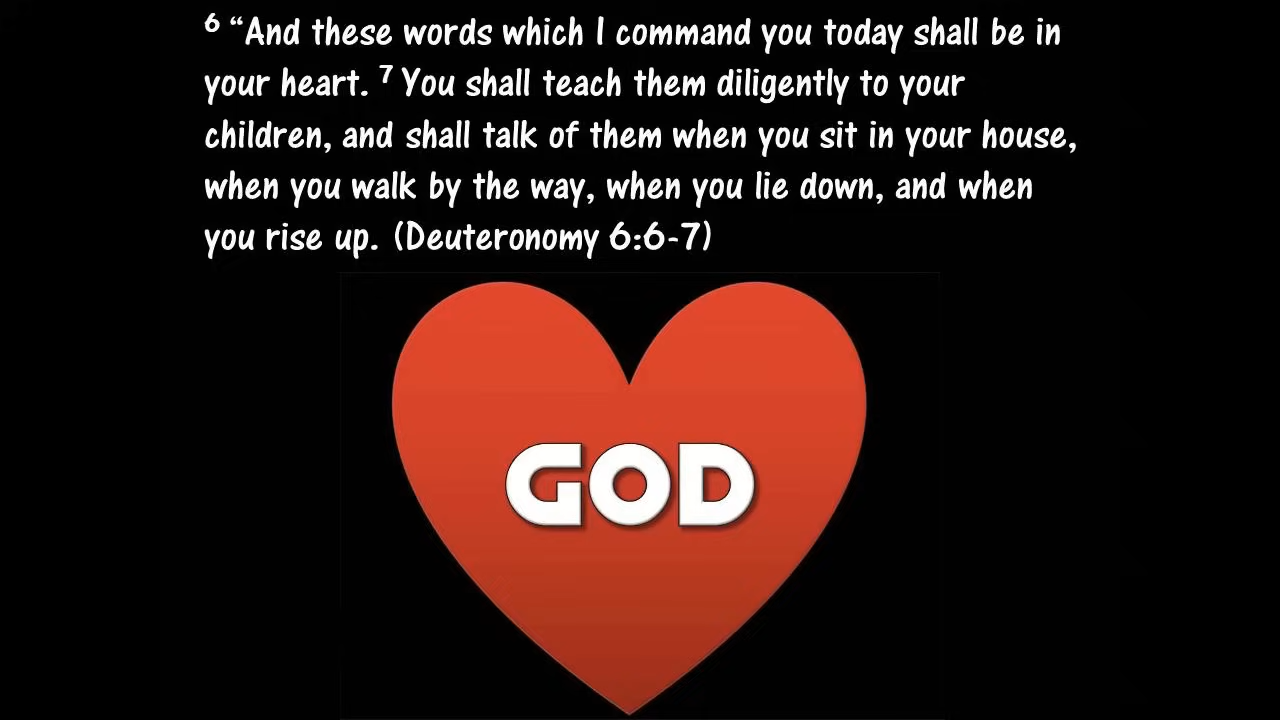 ⁶ “And these words which I command you today shall be in
your heart. ⁷ You shall teach them diligently to your
children, and shall talk of them when you sit in your house,
when you walk by the way, when you lie down, and when
you rise up. (Deuteronomy 6:6-7)
GOD